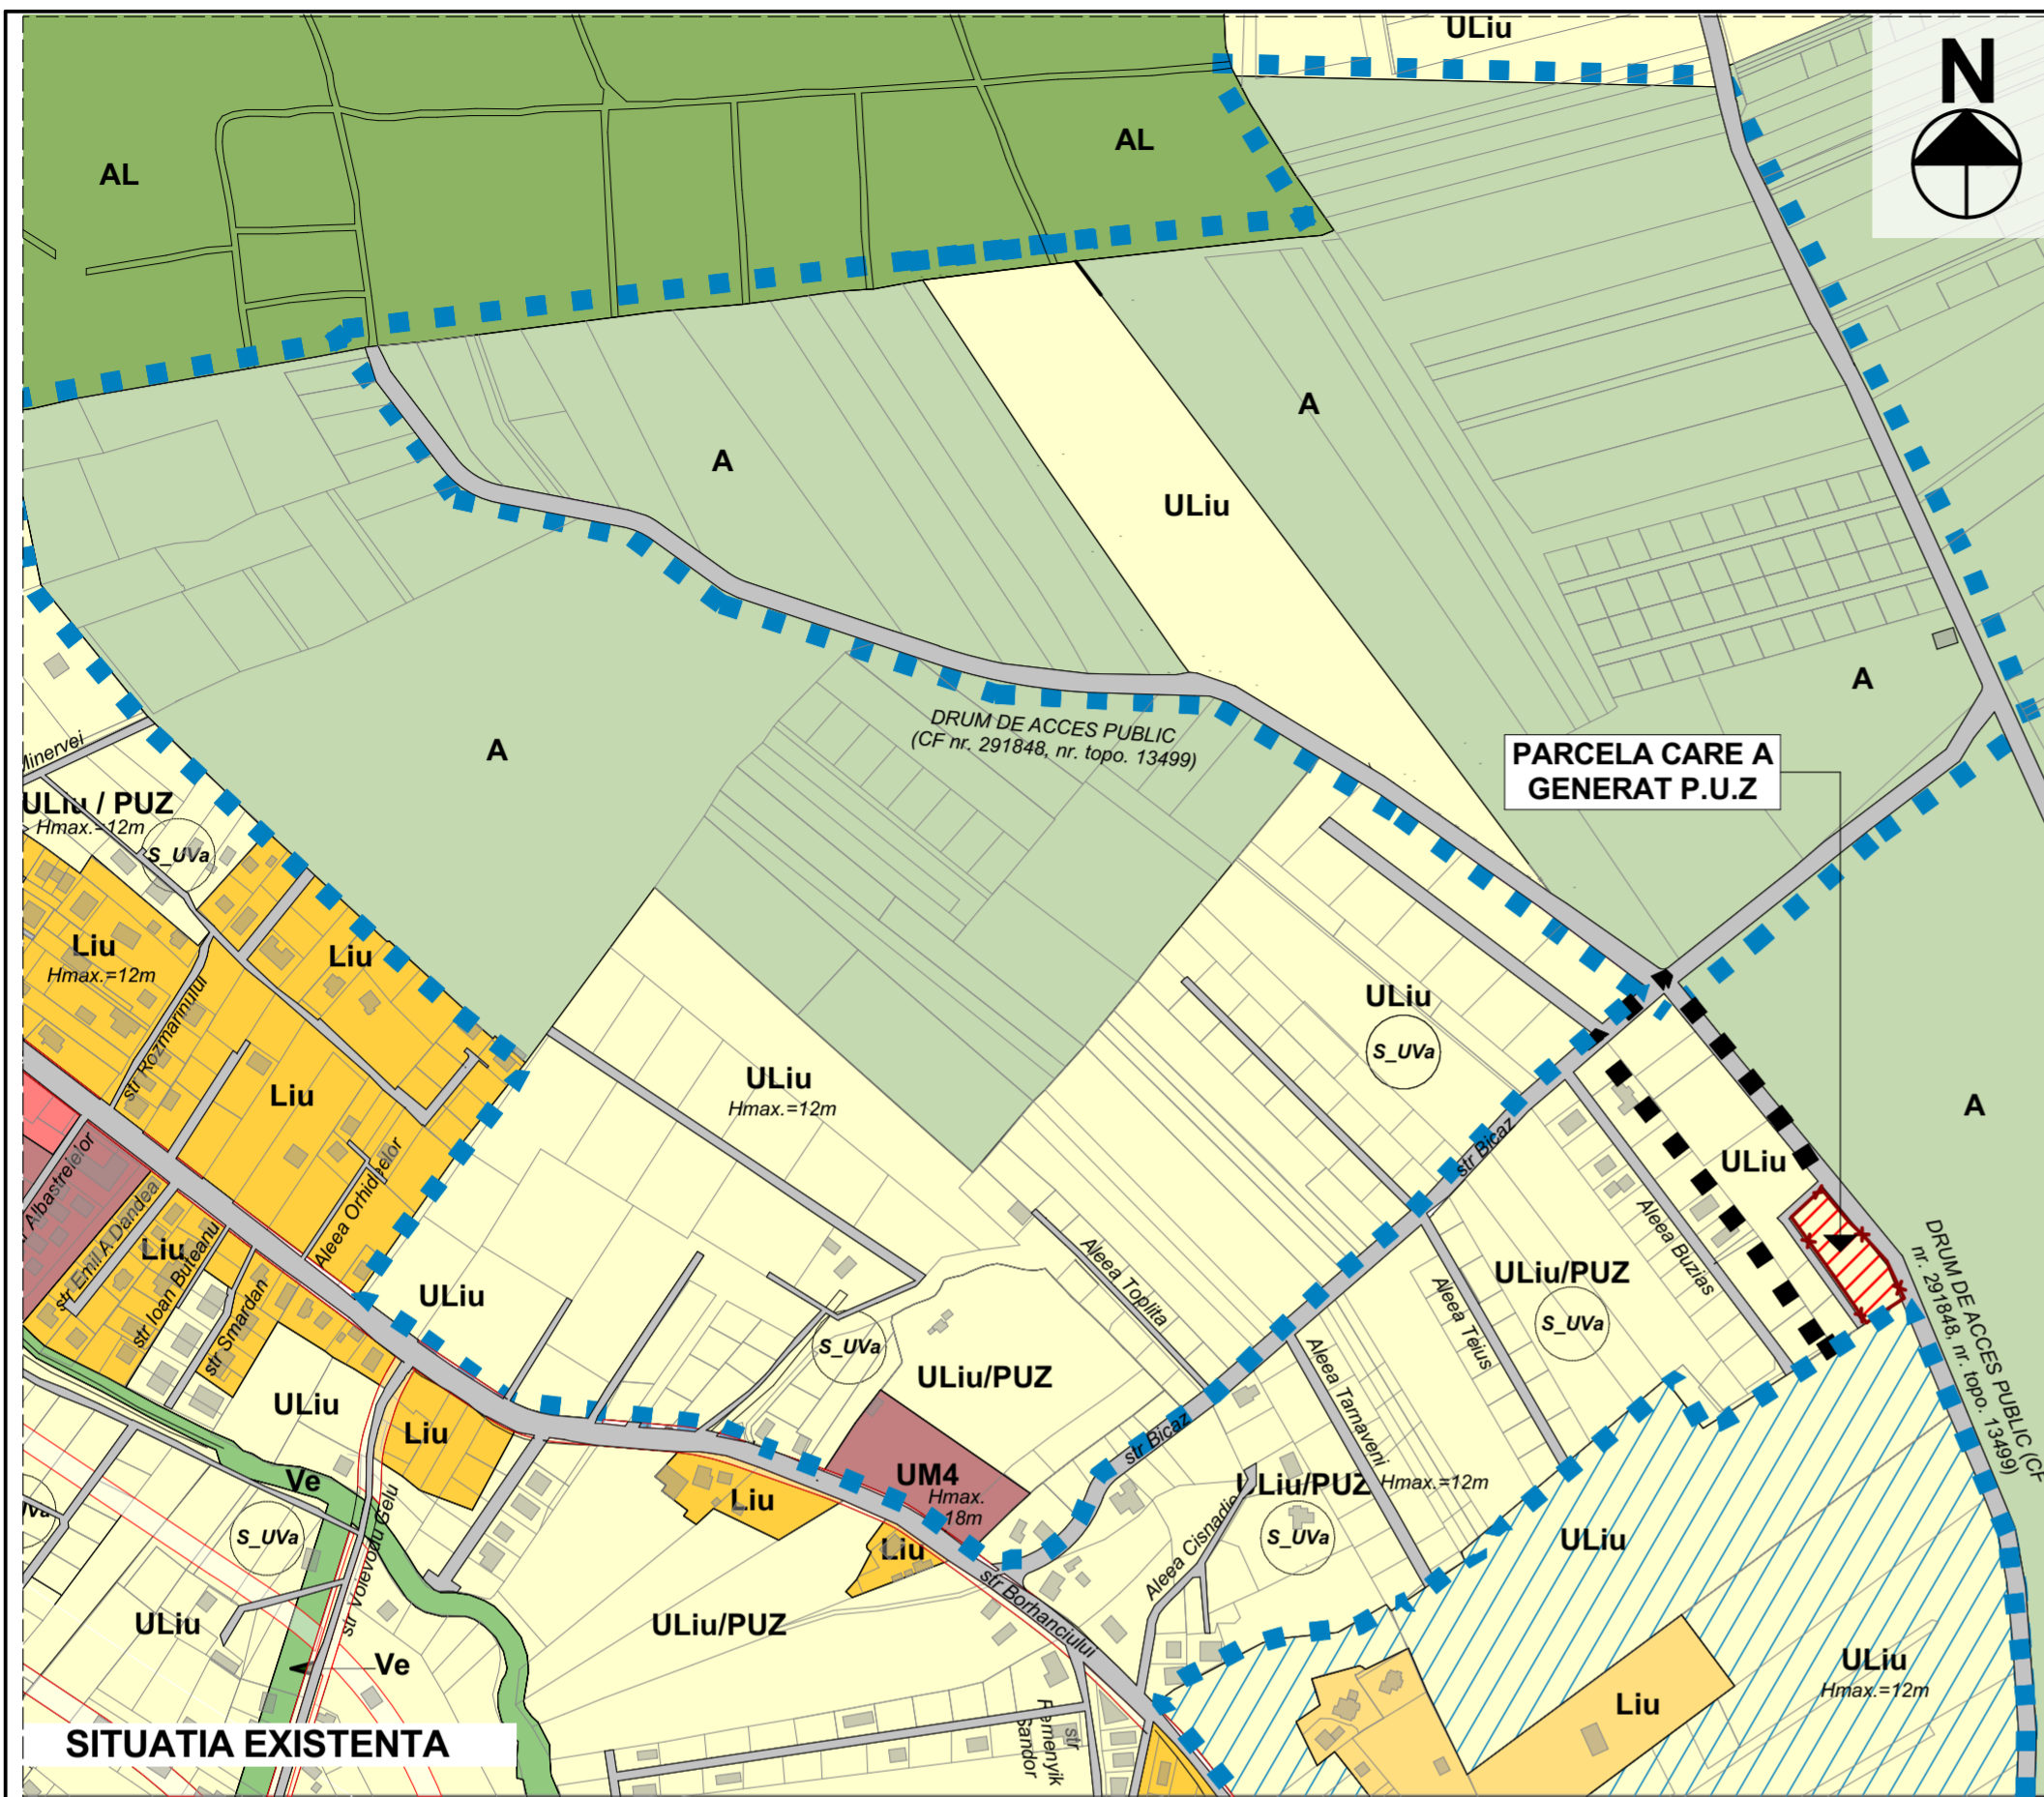 ULiu
N
AL
AL
A
A
ULiu
A
DRUM DE ACCES PUBLIC
(CF nr. 291848, nr. topo. 13499)
A
PARCELA CARE A
GENERAT P.U.Z
Minervei
ULiu / PUZ
Hmax.=12m
S_UVa
Liu
Hmax.=12m
Liu
str Rozmarinului
ULiu
S_UVa
ULiu
Hmax.=12m
Liu
A
str Bicaz
ULiu
Albastrelelor
str Emil A Dandea
Liu
str Ioan Buteanu
str Smardan
Aleea Orhideelor
Aleea Buzias
DRUM DE ACCES PUBLIC (CF
nr. 291848, nr. topo. 13499)
Aleea Toplita
ULiu/PUZ
S_UVa
ULiu
Aleea Teius
S_UVa
ULiu/PUZ
Aleea Tarnaveni
ULiu
Liu
str Bicaz
UM4
Hmax.
18m
Ve
Liu
ULiu/PUZ
Hmax.=12m
S_UVa
S_UVa
Liu
ULiu
str Voievodu Gelu
Aleea Cisnadie
str Borhanciului
ULiu
ULiu/PUZ
Ve
ULiu
Hmax.=12m
Liu
str
Remenyik
Sandor
SITUATIA EXISTENTA